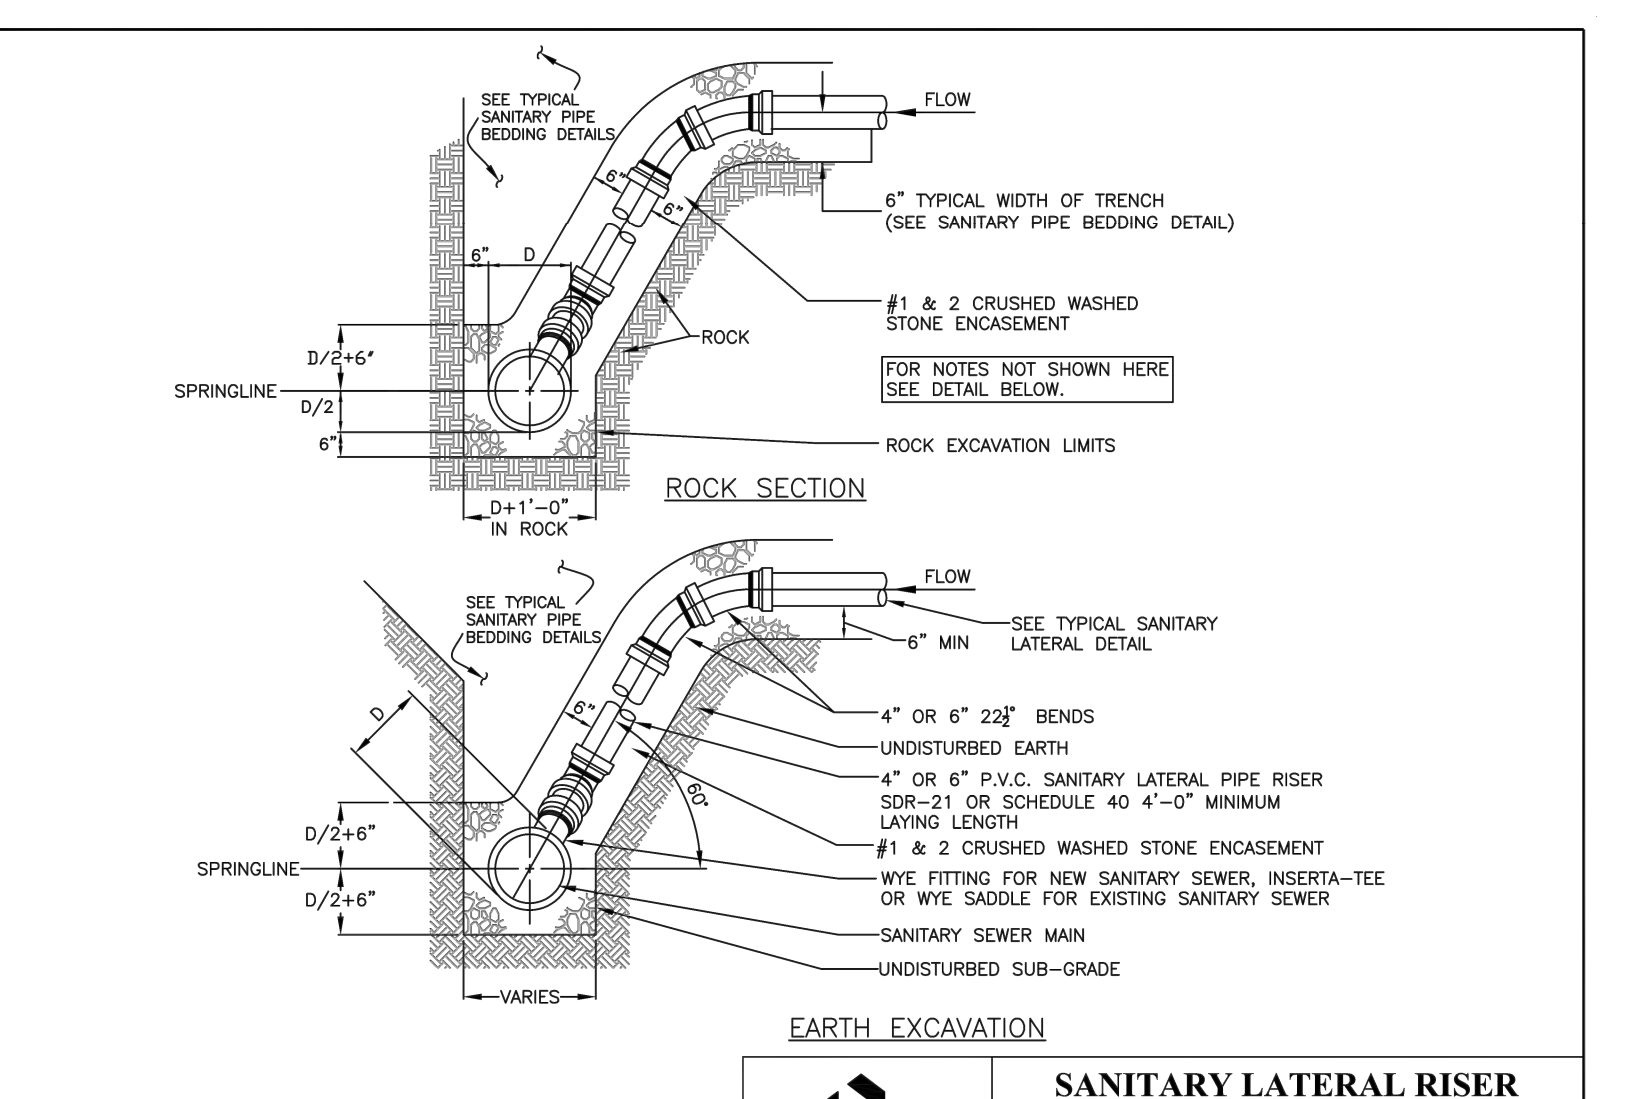 SEE TYPICAL
SANITARY PIPE
BEDDING DETAILS
FLOW
6" TYPICAL WIDTH OF TRENCH
(SEE SANITARY PIPE BEDDING DETAIL)
6"
6"
6"
D
#1 & 2 CRUSHED WASHED
STONE ENCASEMENT
ROCK
D/2+6"
FOR NOTES NOT SHOWN HERE
SEE DETAIL BELOW.
SPRINGLINE
D/2
6"
ROCK EXCAVATION LIMITS
ROCK SECTION
D+1'-0"
IN ROCK
FLOW
SEE TYPICAL
SANITARY PIPE
BEDDING DETAILS
SEE TYPICAL SANITARY
LATERAL DETAIL
6" MIN
D
6"
4" OR 6" 22½° BENDS
UNDISTURBED EARTH
4" OR 6" P.V.C. SANITARY LATERAL PIPE RISER
SDR-21 OR SCHEDULE 40 4'-0" MINIMUM
LAYING LENGTH
60°
D/2+6"
#1 & 2 CRUSHED WASHED STONE ENCASEMENT
SPRINGLINE
WYE FITTING FOR NEW SANITARY SEWER, INSERTA-TEE
OR WYE SADDLE FOR EXISTING SANITARY SEWER
D/2+6"
SANITARY SEWER MAIN
UNDISTURBED SUB-GRADE
VARIES
EARTH EXCAVATION
SANITARY LATERAL RISER